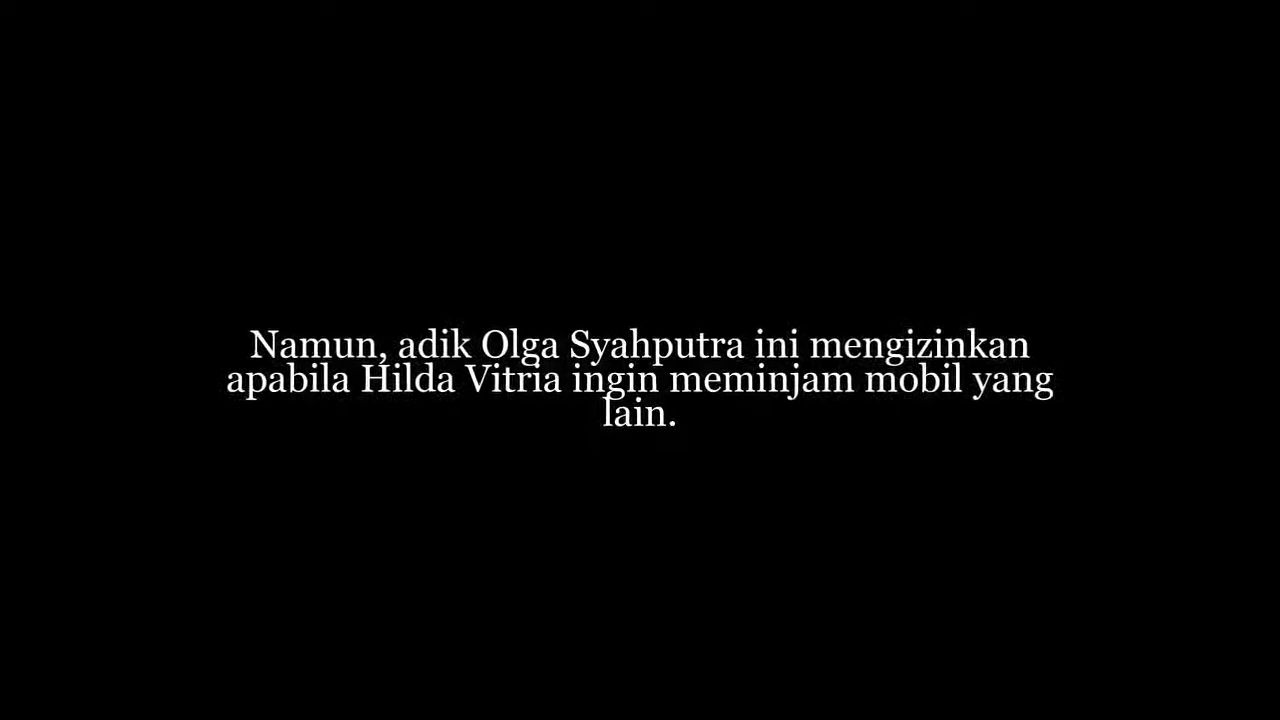 Namun, adik Olga Syahputra ini mengizinkan
apabila Hilda Vitria ingin meminjam mobil yang
lain.